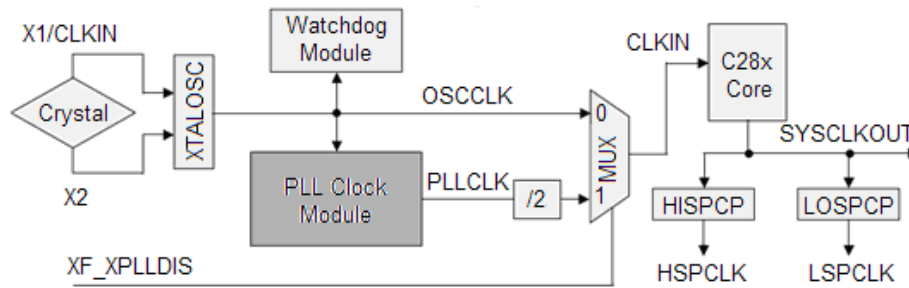 X1/CLKIN
Crystal
X2
XTALOSC
Watchdog
Module
OSCCLK
PLL Clock
Module
PLLCLK
/2
XF_XPLLDIS
0
MUX
1
CLKIN
C28x
Core
SYSCLKOUT
HISPCP
LOSPCP
HSPCLK
LSPCLK